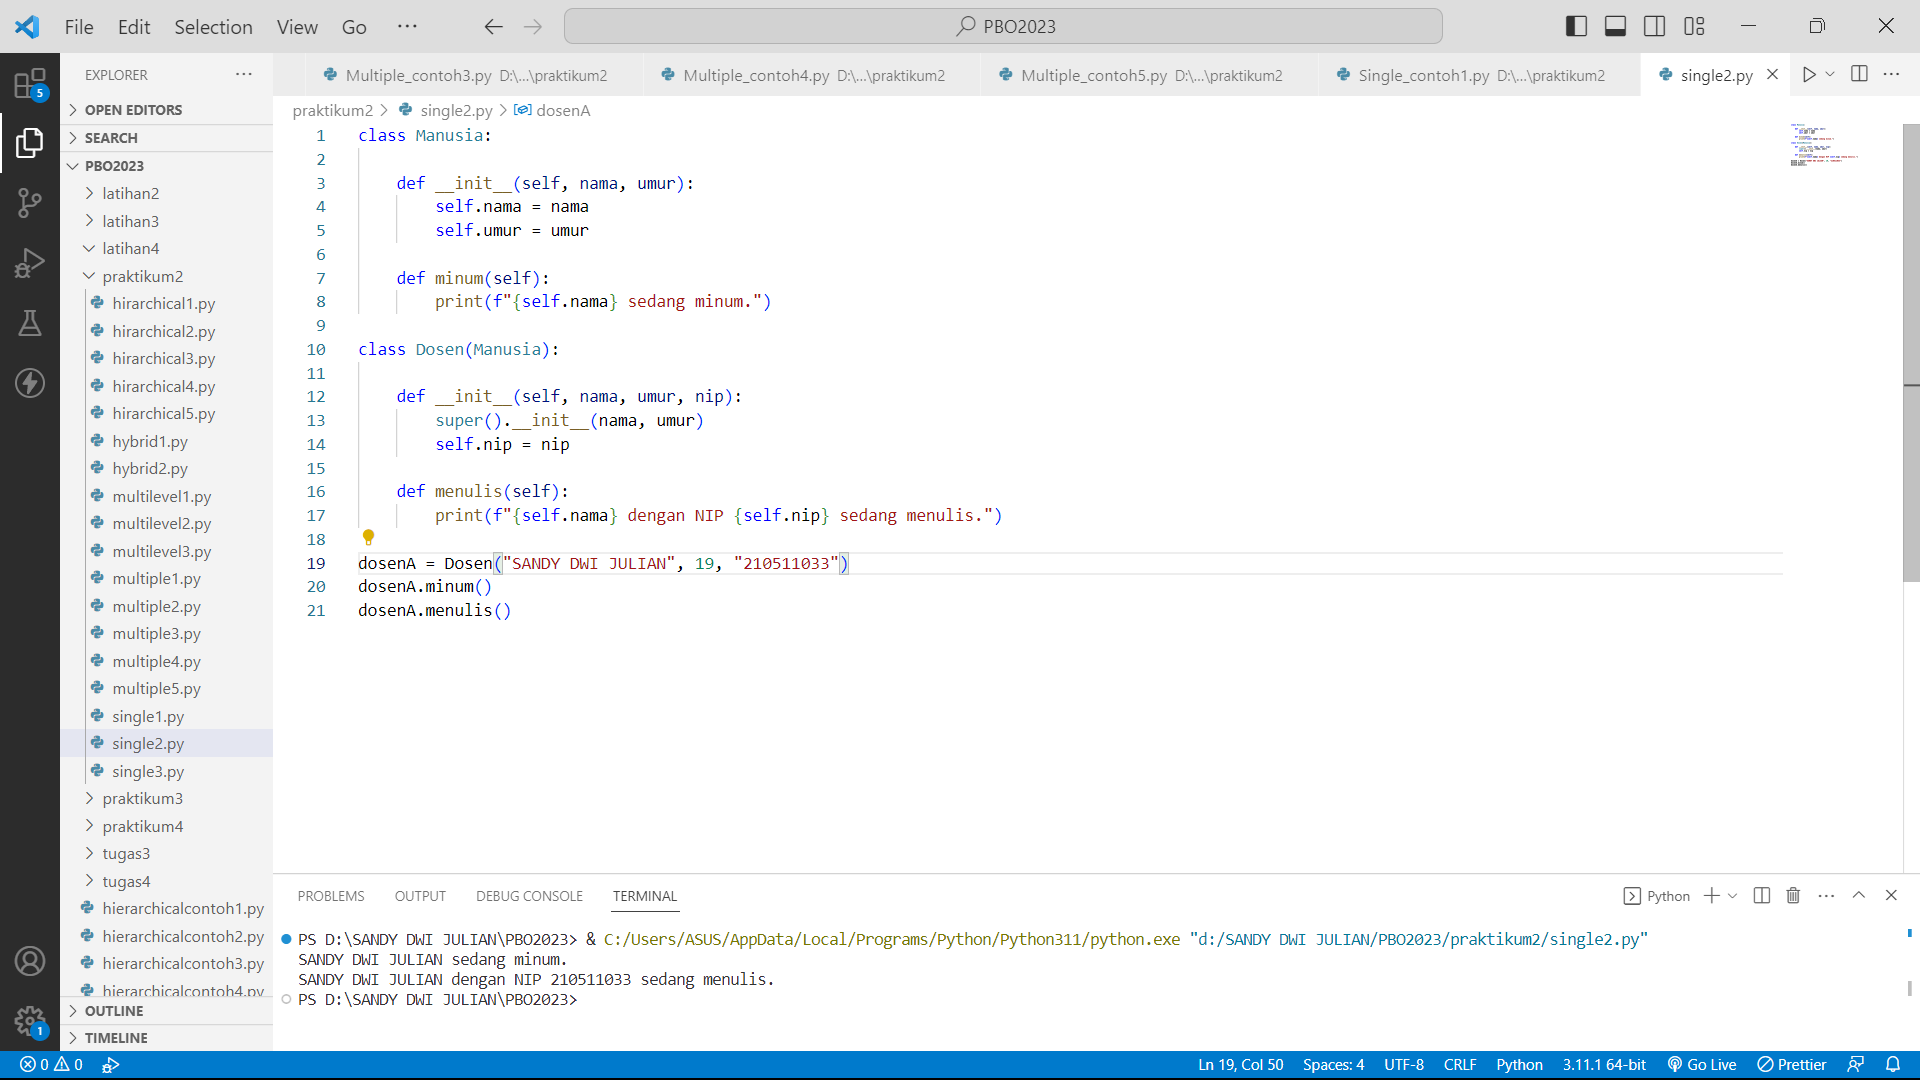 File Edit Selection View Go ··· PBO2023
EXPLORER ···
OPEN EDITORS
SEARCH
PBO2023
latihan2
latihan3
latihan4
praktikum2
hirarchical1.py
hirarchical2.py
hirarchical3.py
hirarchical4.py
hirarchical5.py
hybrid1.py
hybrid2.py
multilevel1.py
multilevel2.py
multilevel3.py
multiple1.py
multiple2.py
multiple3.py
multiple4.py
multiple5.py
single1.py
single2.py
single3.py
praktikum3
praktikum4
tugas3
tugas4
hierarchicalcontoh1.py
hierarchicalcontoh2.py
hierarchicalcontoh3.py
hierarchicalcontoh4.py
OUTLINE
TIMELINE
5
1
Multiple_contoh3.py D:\...\praktikum2 Multiple_contoh4.py D:\...\praktikum2 Multiple_contoh5.py D:\...\praktikum2 Single_contoh1.py D:\...\praktikum2 single2.py
praktikum2 > single2.py > dosenA
1 class Manusia:
2
3     def __init__(self, nama, umur):
4         self.nama = nama
5         self.umur = umur
6
7     def minum(self):
8         print(f"{self.nama} sedang minum.")
9
10 class Dosen(Manusia):
11
12     def __init__(self, nama, umur, nip):
13         super().__init__(nama, umur)
14         self.nip = nip
15
16     def menulis(self):
17         print(f"{self.nama} dengan NIP {self.nip} sedang menulis.")
18
19 dosenA = Dosen("SANDY DWI JULIAN", 19, "210511033")
20 dosenA.minum()
21 dosenA.menulis()
PROBLEMS OUTPUT DEBUG CONSOLE TERMINAL Python
PS D:\SANDY DWI JULIAN\PBO2023> & C:/Users/ASUS/AppData/Local/Programs/Python/Python311/python.exe "d:/SANDY DWI JULIAN/PBO2023/praktikum2/single2.py"
SANDY DWI JULIAN sedang minum.
SANDY DWI JULIAN dengan NIP 210511033 sedang menulis.
PS D:\SANDY DWI JULIAN\PBO2023>
0 0 Ln 19, Col 50 Spaces: 4 UTF-8 CRLF Python 3.11.1 64-bit Go Live Prettier